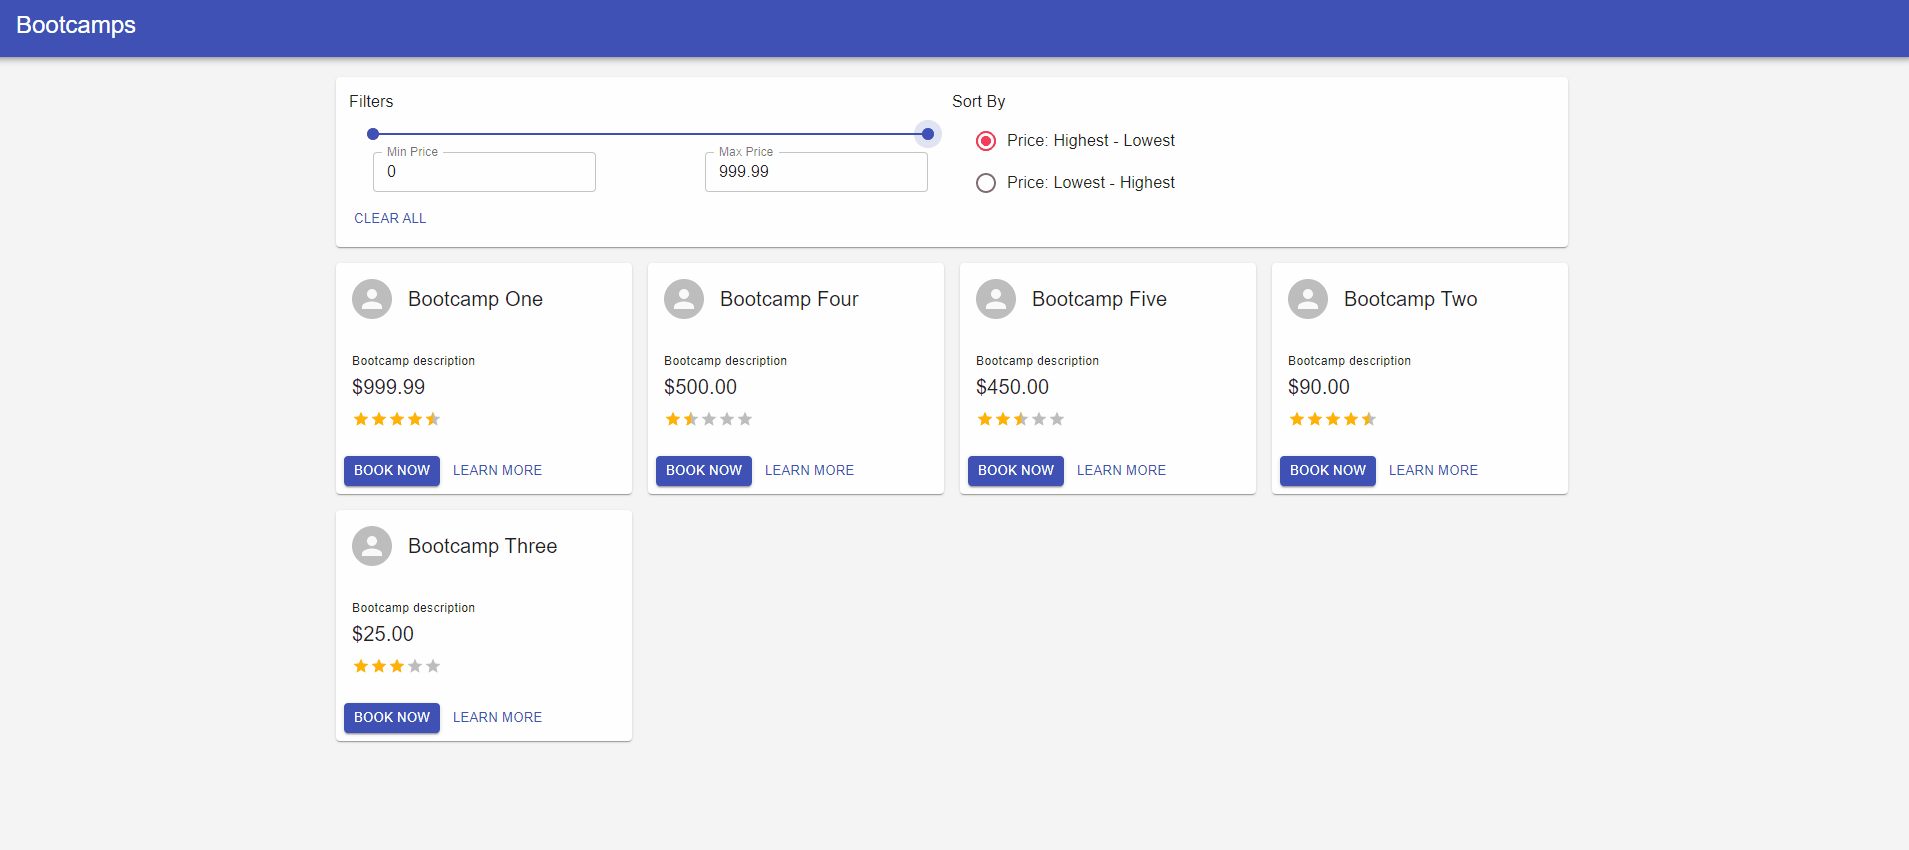 Bootcamps
Filters
Min Price
0
Max Price
999.99
CLEAR ALL
Sort By
Price: Highest - Lowest
Price: Lowest - Highest
Bootcamp One
Bootcamp description
$999.99
BOOK NOW LEARN MORE
Bootcamp Four
Bootcamp description
$500.00
BOOK NOW LEARN MORE
Bootcamp Five
Bootcamp description
$450.00
BOOK NOW LEARN MORE
Bootcamp Two
Bootcamp description
$90.00
BOOK NOW LEARN MORE
Bootcamp Three
Bootcamp description
$25.00
BOOK NOW LEARN MORE